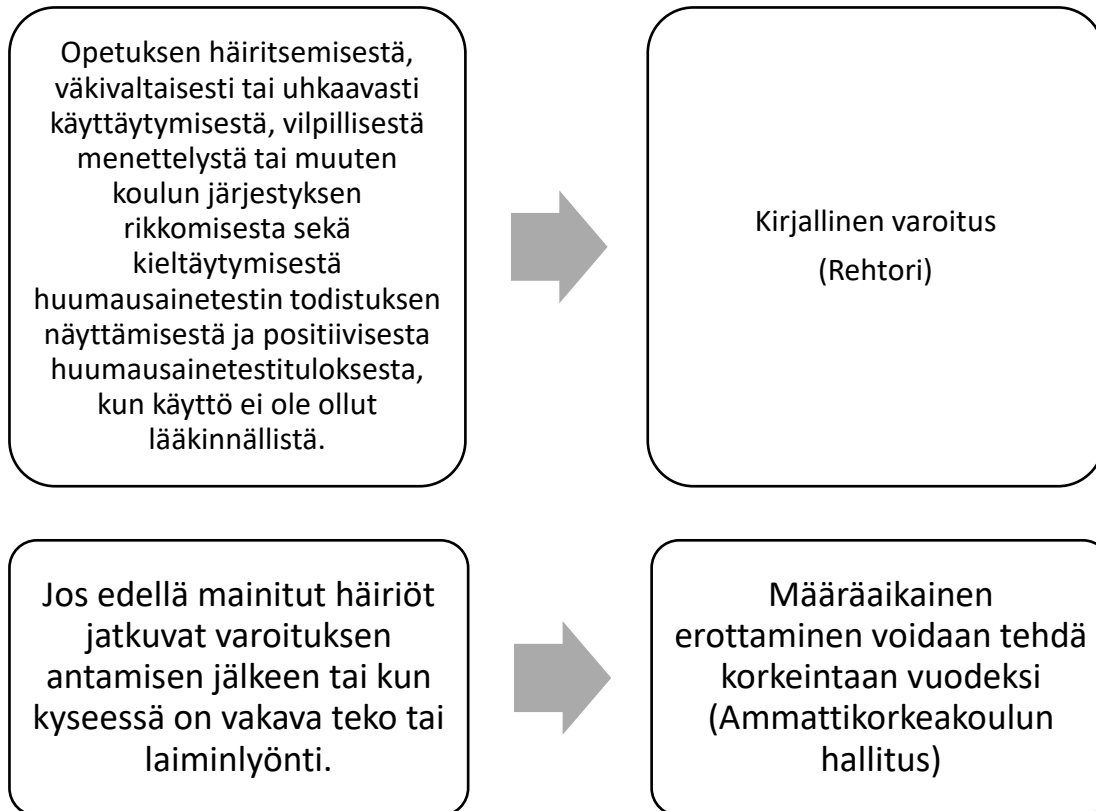 Opetuksen häiritsemisestä,
väkivaltaisesti tai uhkaavasti
käyttäytymisestä, vilpillisestä
menettelystä tai muuten
koulun järjestyksen
rikkomisesta sekä
kieltäytymisestä
huumausainetestin todistuksen
näyttämisestä ja positiivisesta
huumausainetestituloksesta,
kun käyttö ei ole ollut
lääkinnällistä.
Kirjallinen varoitus
(Rehtori)
Jos edellä mainitut häiriöt
jatkuvat varoituksen
antamisen jälkeen tai kun
kyseessä on vakava teko tai
laiminlyönti.
Määräaikainen
erottaminen voidaan tehdä
korkeintaan vuodeksi
(Ammattikorkeakoulun
hallitus)